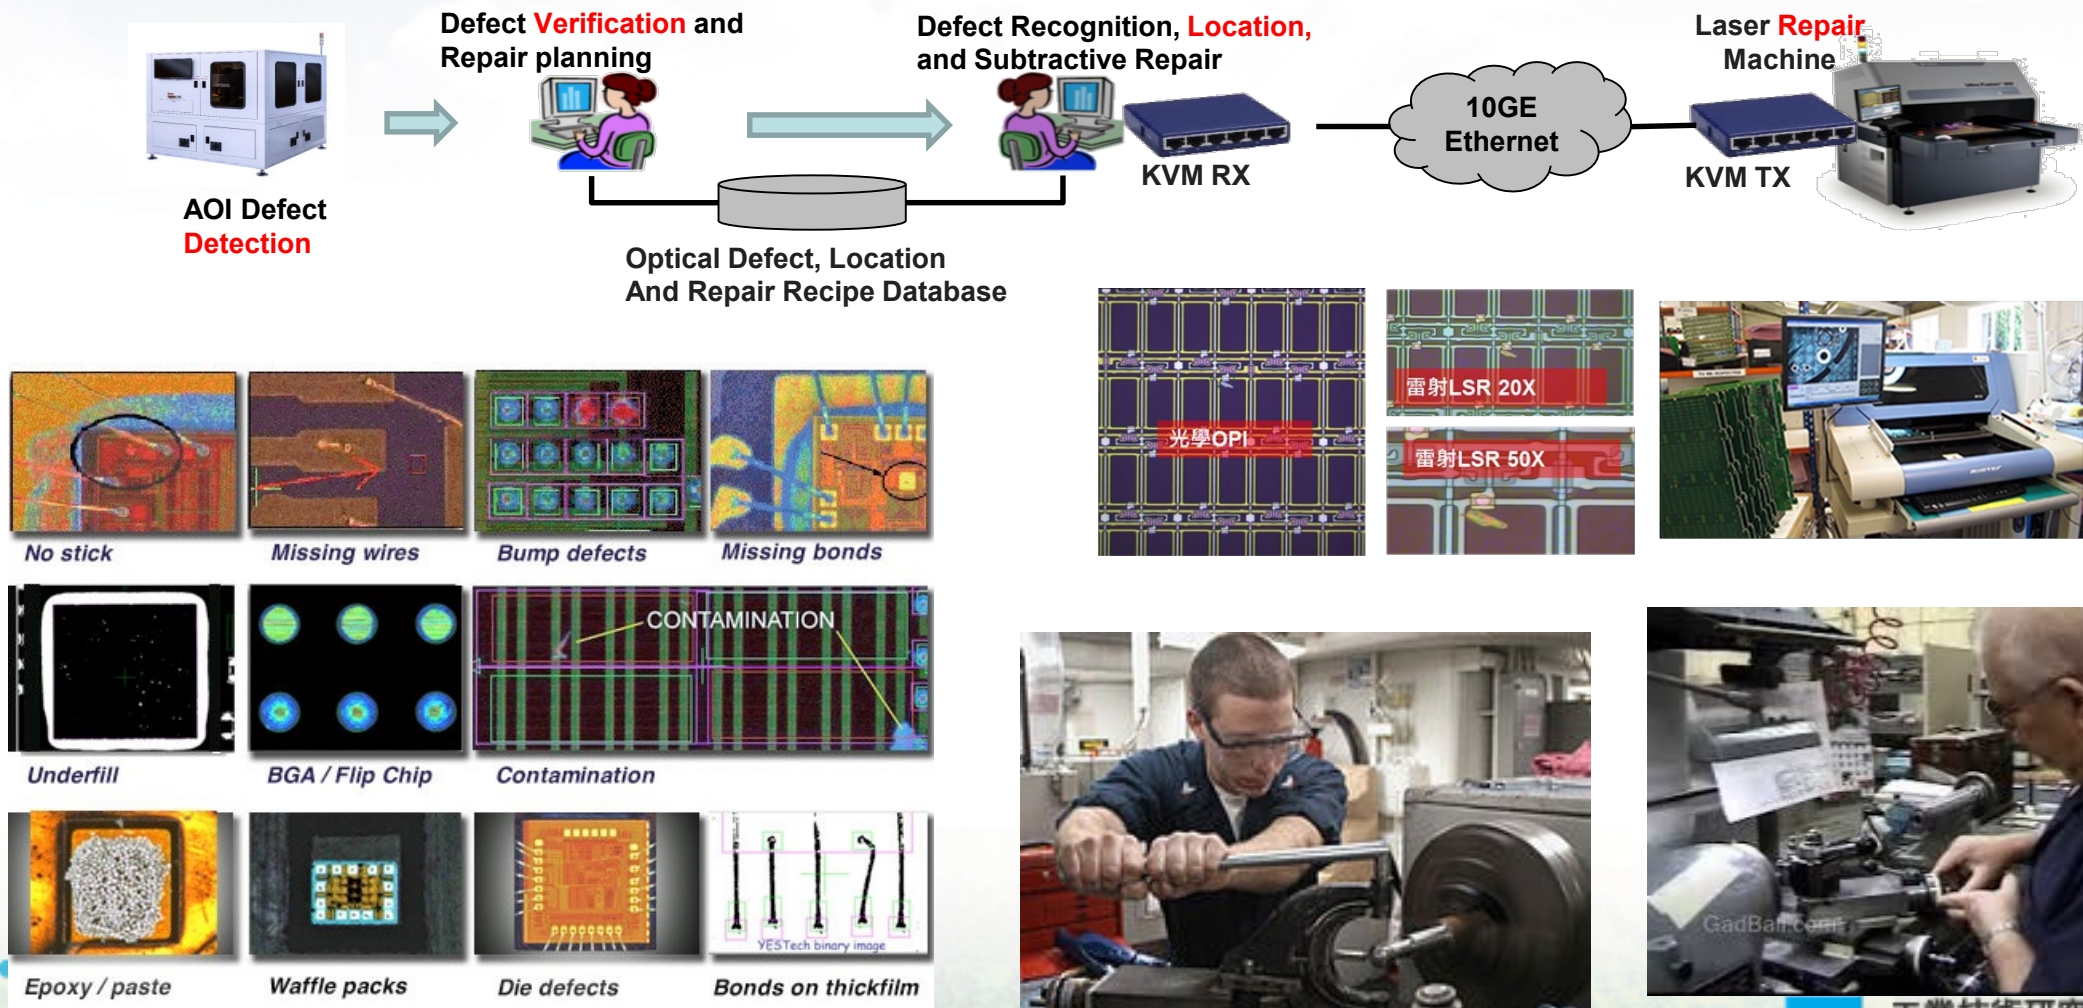 Defect Verification and
Repair planning
Defect Recognition, Location,
and Subtractive Repair
Laser Repair
Machine
10GE
Ethernet
KVM RX
KVM TX
AOI Defect
Detection
Optical Defect, Location
And Repair Recipe Database
光學OPI
雷射LSR 20X
雷射LSR 50X
No stick
Missing wires
Bump defects
Missing bonds
CONTAMINATION
Underfill
BGA / Flip Chip
Contamination
YESTech binary image
Epoxy / paste
Waffle packs
Die defects
Bonds on thickfilm
GadBall.com